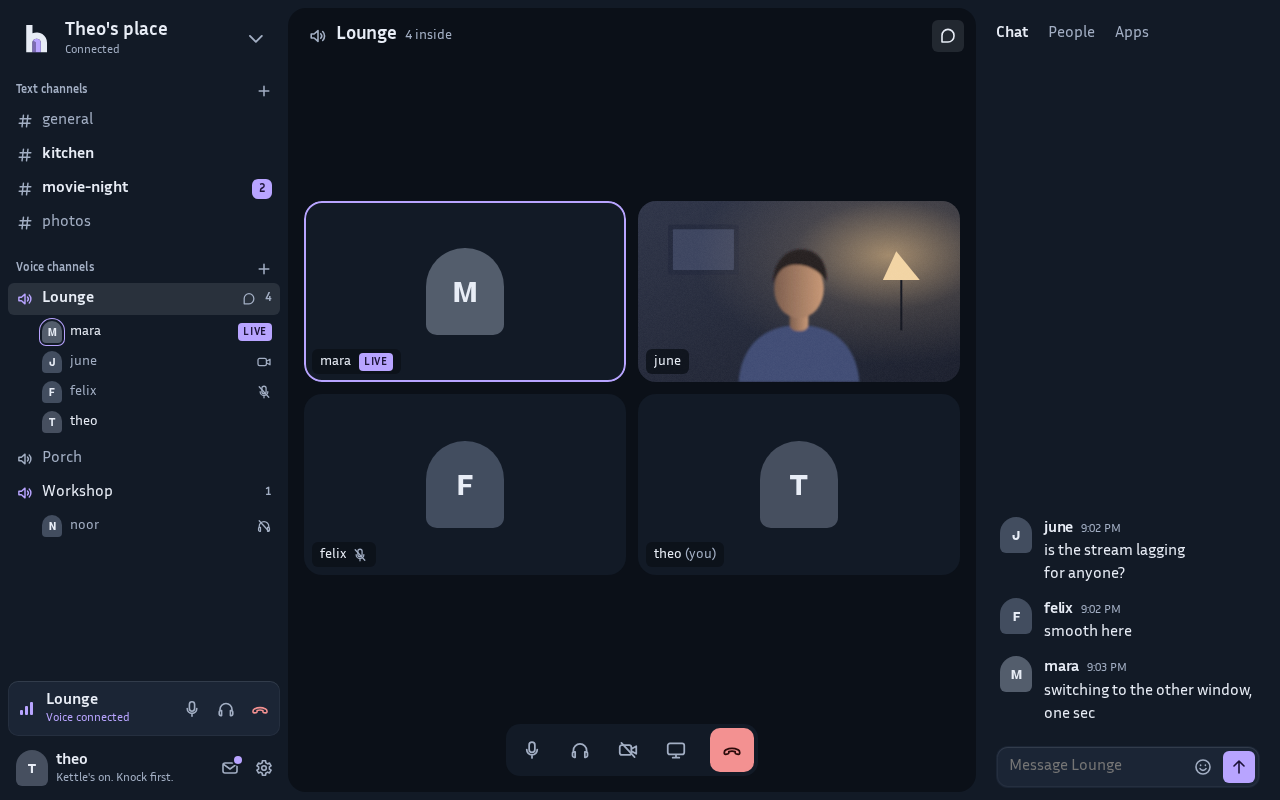 Theo's place
Connected
Text channels
general
kitchen
movie-night
2
photos
Voice channels
Lounge
4
M
mara
LIVE
J
june
F
felix
T
theo
Porch
Workshop
1
N
noor
Lounge
Voice connected
T
theo
Kettle's on. Knock first.
Lounge
4 inside
M
mara
LIVE
june
F
felix
T
theo (you)
Chat
People
Apps
J
june 9:02 PM
is the stream lagging
for anyone?
F
felix 9:02 PM
smooth here
M
mara 9:03 PM
switching to the other window,
one sec
Message Lounge